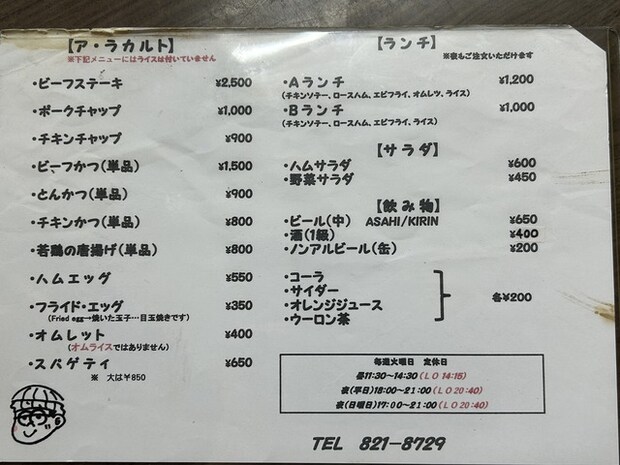 【ア・ラカルト】
※下記メニューにはライスは付いていません
・ビーフステーキ ¥2,500
・ポークチャップ ¥1,000
・チキンチャップ ¥900
・ビーフかつ(単品) ¥1,500
・とんかつ(単品) ¥900
・チキンかつ(単品) ¥800
・若鶏の唐揚げ(単品) ¥800
・ハムエッグ ¥550
・フライド・エッグ ¥350
(Fried egg→焼いた玉子…目玉焼きです)
・オムレット ¥400
(オムライスではありません)
・スパゲティ ¥650
※ 大は¥850
【ランチ】
※夜もご注文いただけます
・Aランチ ¥1,200
(チキンソテー、ロースハム、エビフライ、オムレツ、ライス)
・Bランチ ¥1,000
(チキンソテー、ロースハム、エビフライ、ライス)
【サラダ】
・ハムサラダ ¥600
・野菜サラダ ¥450
【飲み物】
・ビール(中) ASAHI/KIRIN ¥650
・酒(1級) ¥400
・ノンアルビール(缶) ¥200
・コーラ
・サイダー
・オレンジジュース
・ウーロン茶
各¥200
毎週火曜日 定休日
昼11:30~14:30(LO 14:15)
夜(平日)18:00~21:00(LO 20:40)
夜(日曜日)17:00~21:00(LO 20:40)
TEL 821-8729